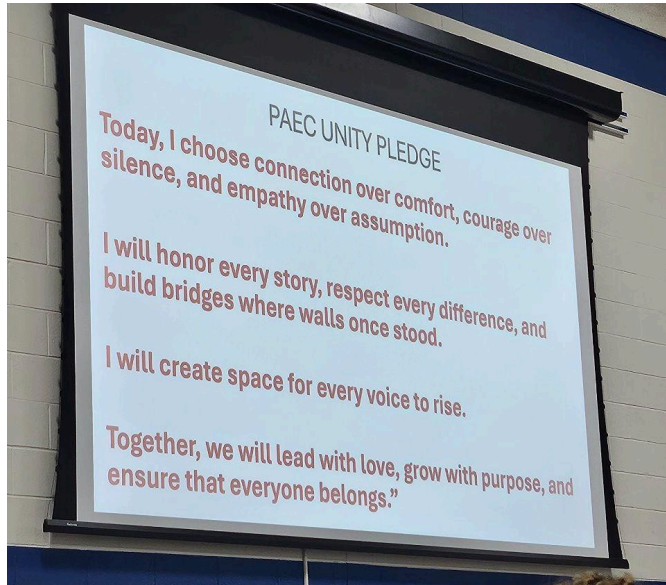 PAEC UNITY PLEDGE
Today, I choose connection over comfort, courage over
silence, and empathy over assumption.
I will honor every story, respect every difference, and
build bridges where walls once stood.
I will create space for every voice to rise.
Together, we will lead with love, grow with purpose, and
ensure that everyone belongs.”